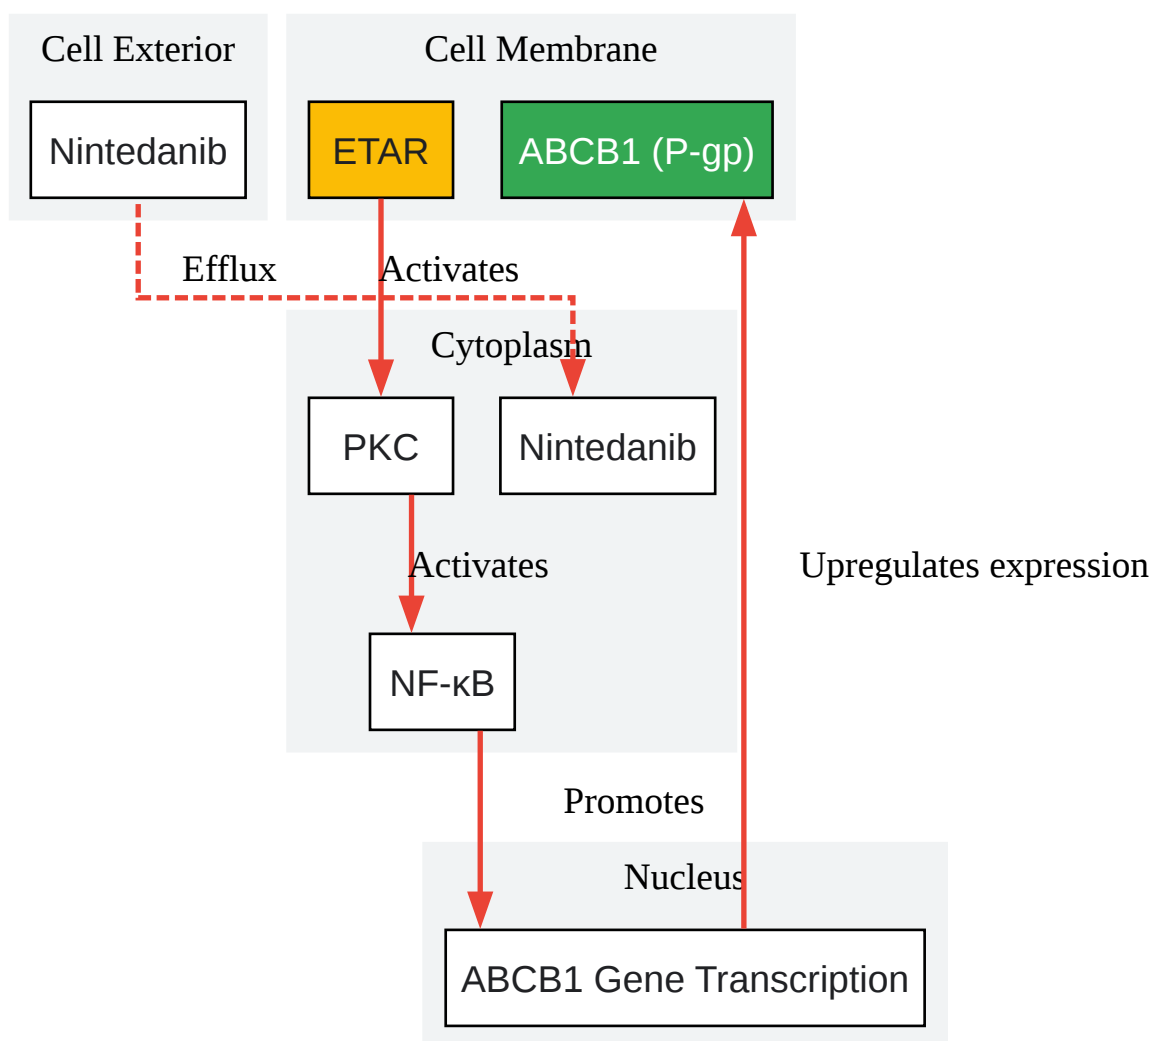 Cell Exterior
Cell Membrane
Nintedanib
ETAR
ABCB1 (P-gp)
Efflux
Activates
Cytoplasm
PKC
Nintedanib
Activates
Upregulates expression
NF-κB
Promotes
Nucleus
ABCB1 Gene Transcription